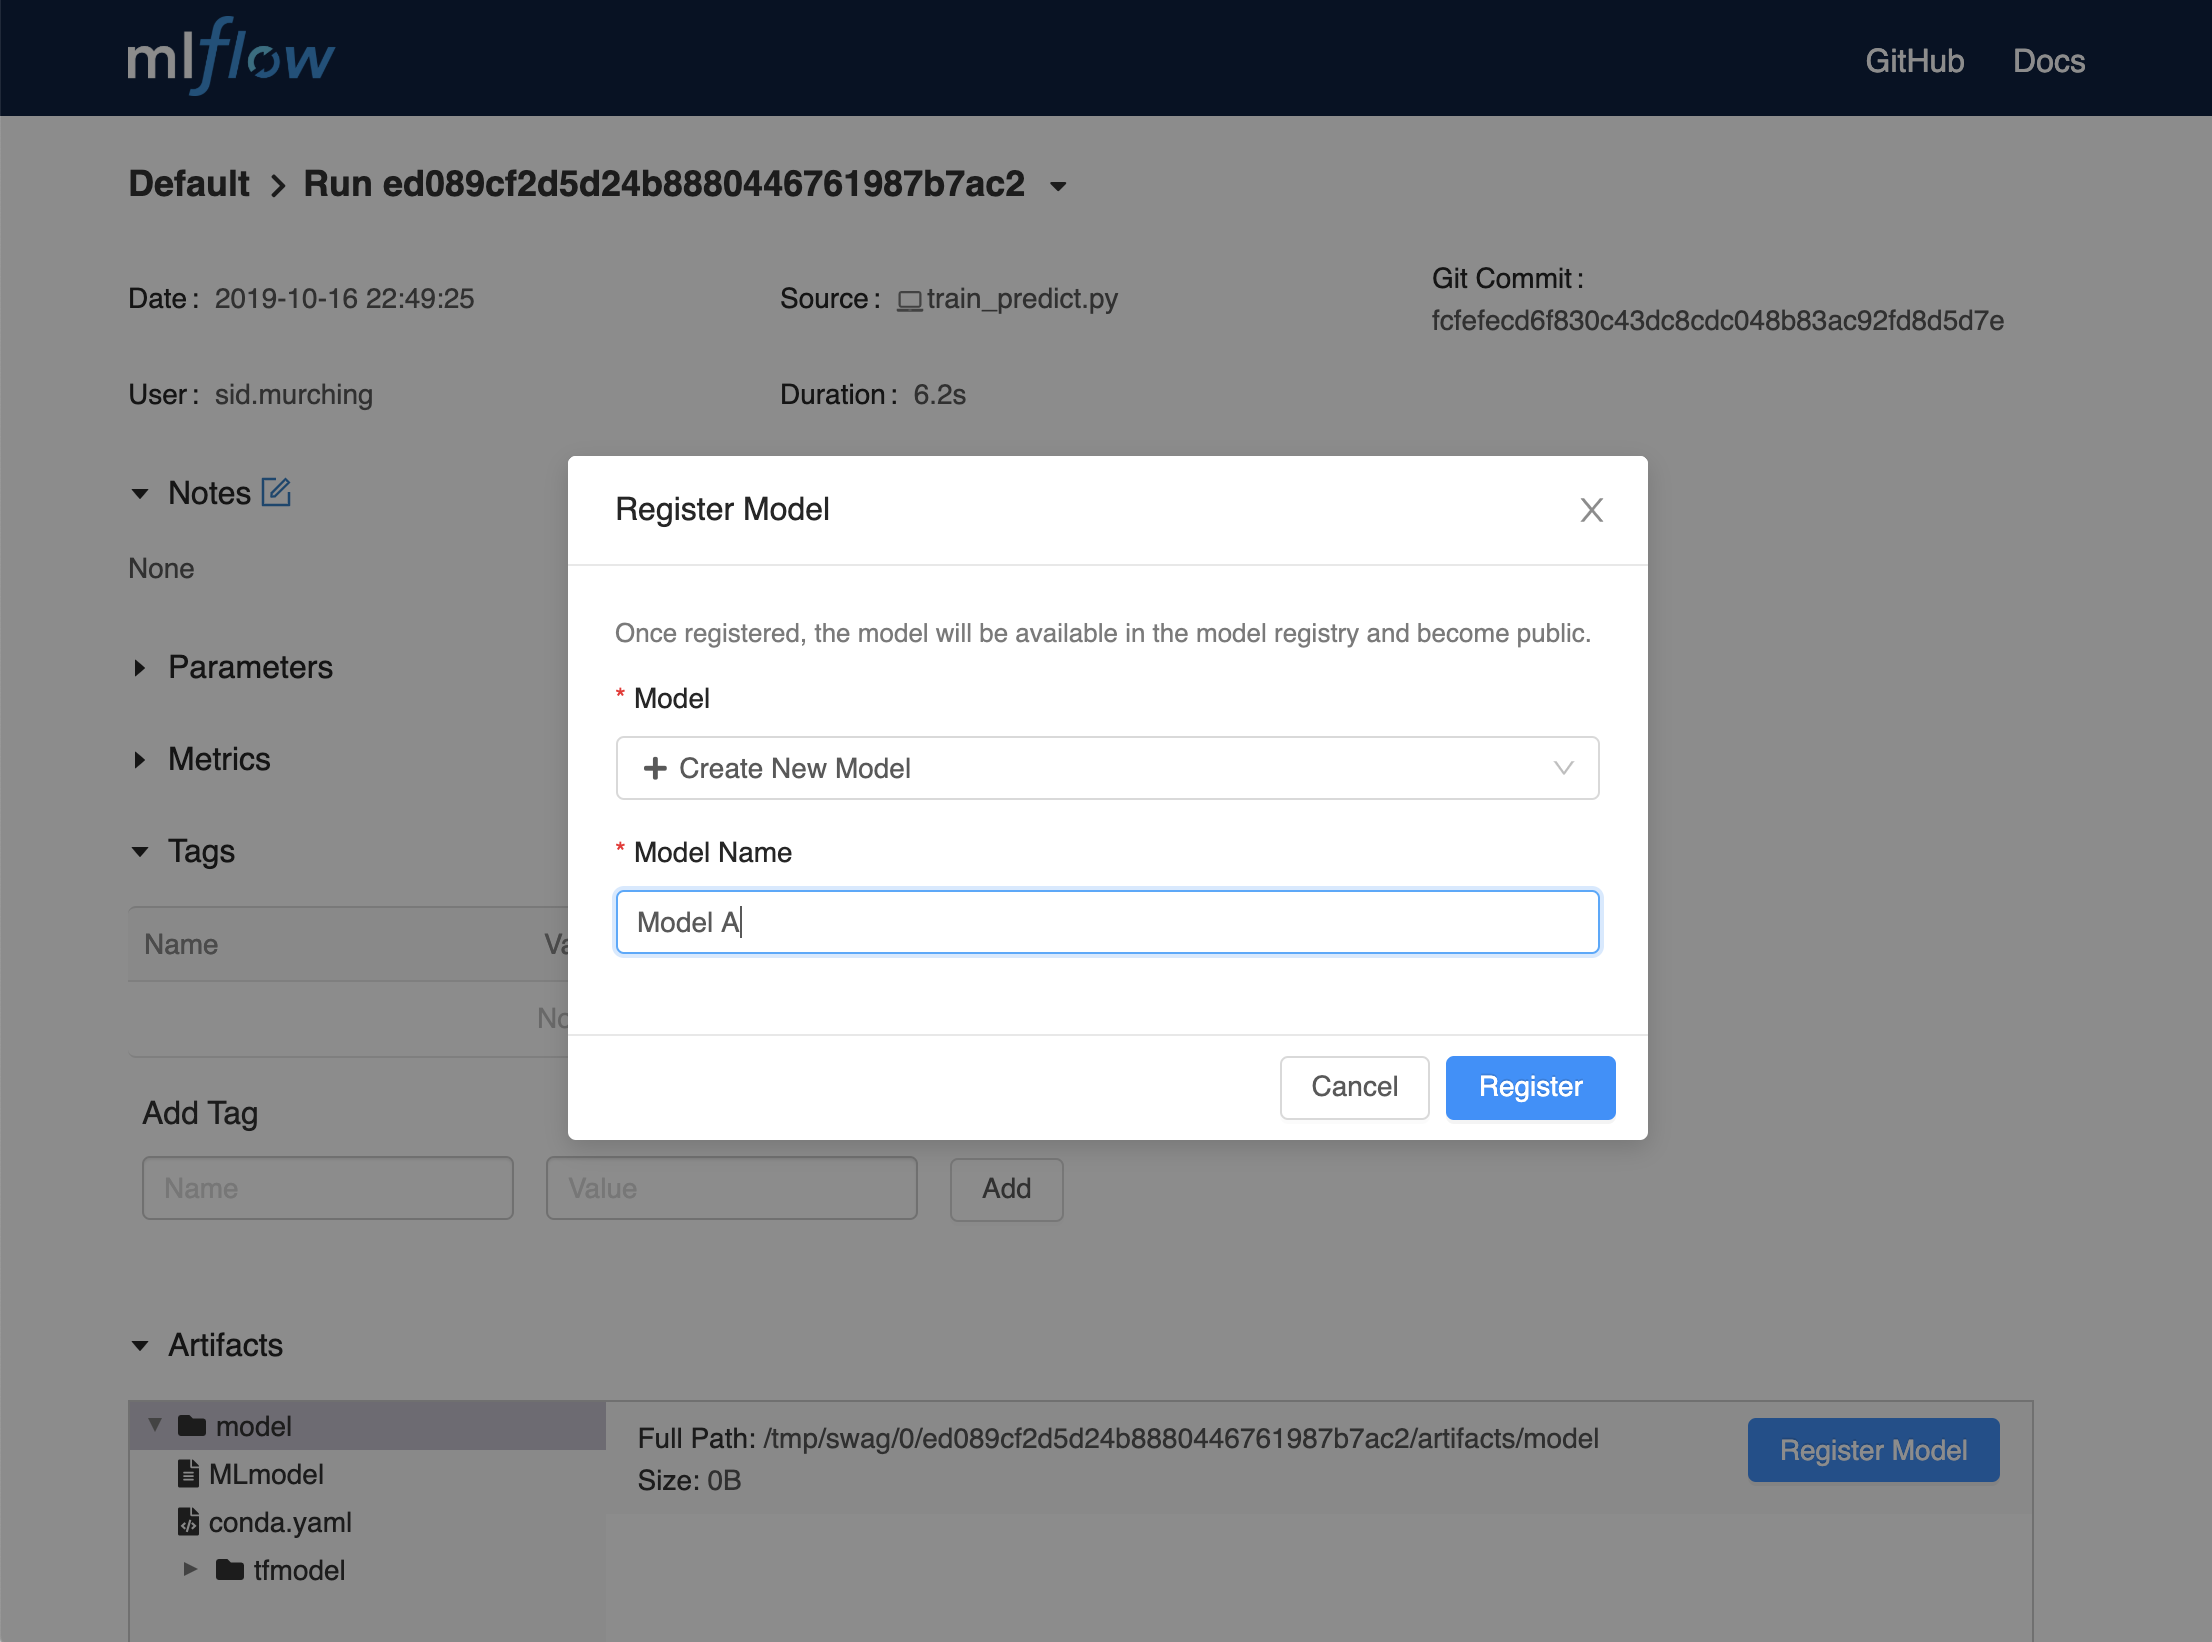 mlflow
GitHub Docs
Default > Run ed089cf2d5d24b8880446761987b7ac2
Date: 2019-10-16 22:49:25
Source: train_predict.py
Git Commit:
fcfefecd6f830c43dc8cdc048b83ac92fd8d5d7e
User: sid.murching
Duration: 6.2s
Notes
None
Parameters
Metrics
Tags
Name
Register Model
Once registered, the model will be available in the model registry and become public.
* Model
+ Create New Model
* Model Name
Model A
Cancel Register
Add Tag
Name Value Add
Artifacts
model
MLmodel
conda.yaml
tfmodel
Full Path: /tmp/swag/0/ed089cf2d5d24b8880446761987b7ac2/artifacts/model
Size: 0B
Register Model